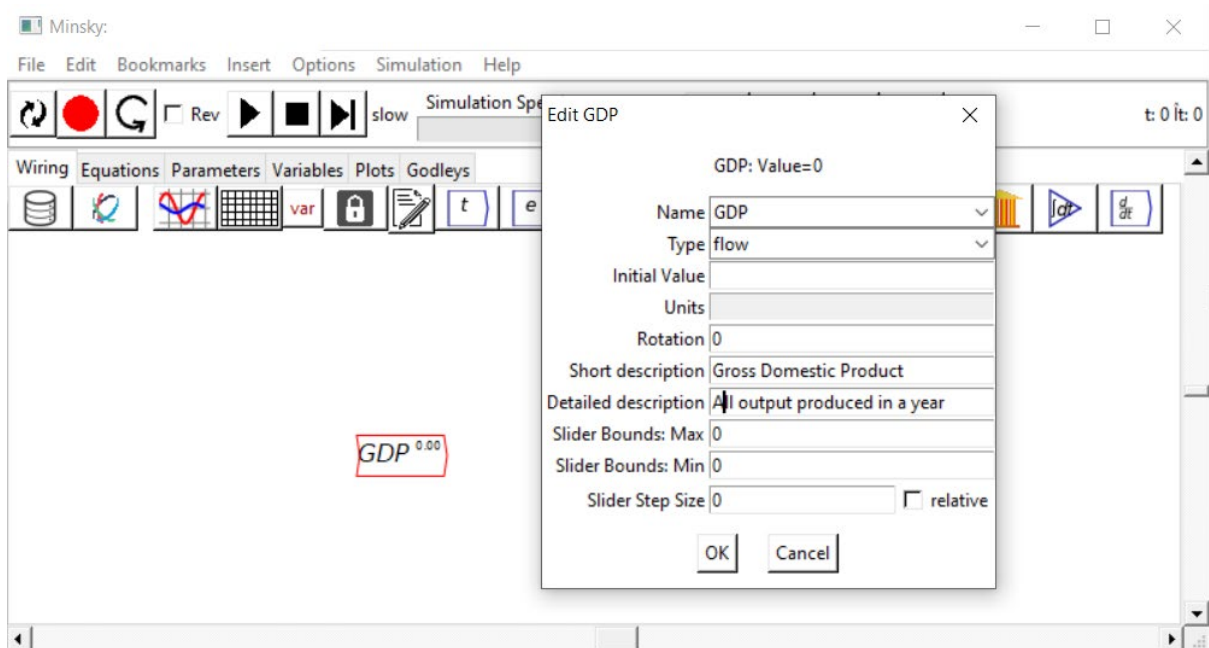 Minsky:
File Edit Bookmarks Insert Options Simulation Help
Rev slow Simulation Spe t: 0 Δt: 0
Wiring Equations Parameters Variables Plots Godleys
var t e ∫dt d/dt
Edit GDP
GDP: Value=0
Name GDP
Type flow
Initial Value
Units
Rotation 0
Short description Gross Domestic Product
Detailed description All output produced in a year
Slider Bounds: Max 0
Slider Bounds: Min 0
Slider Step Size 0 relative
OK Cancel
GDP 0.00